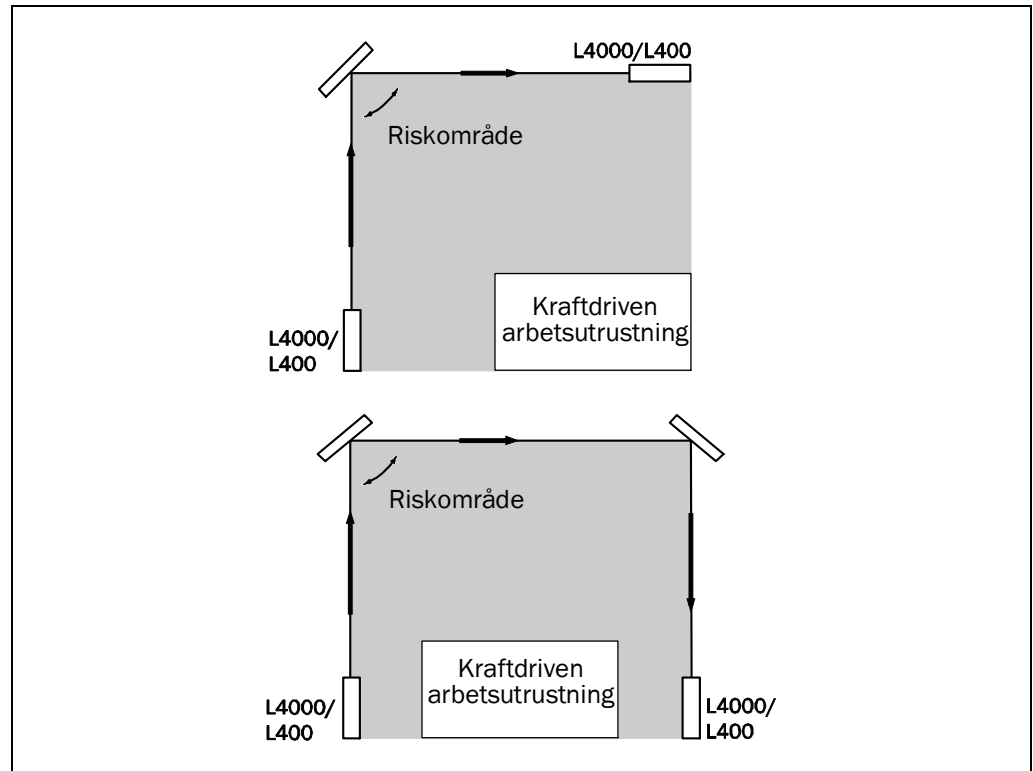 L4000/L400
Riskområde
Kraftdriven
arbetsutrustning
L4000/
L400
Riskområde
Kraftdriven
arbetsutrustning
L4000/
L400
L4000/
L400